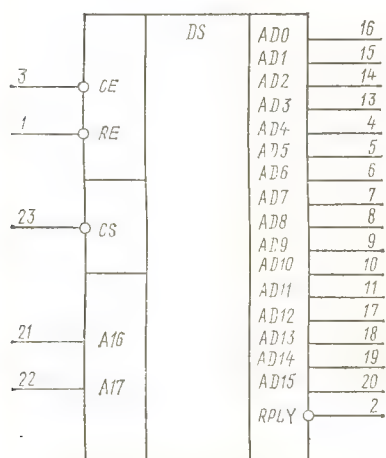 DS
3 CE
1 RE
23 CS
21 A16
22 A17
AD0 16
AD1 15
AD2 14
AD3 13
AD4 4
AD5 5
AD6 6
AD7 7
AD8 8
AD9 9
AD10 10
AD11 11
AD12 17
AD13 18
AD14 19
AD15 20
RPLY 2